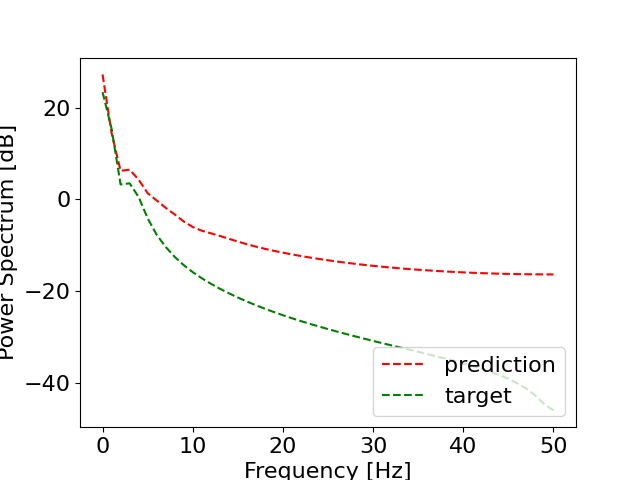 Power Spectrum [dB]
20
0
−20
−40
0 10 20 30 40 50
Frequency [Hz]
prediction
target